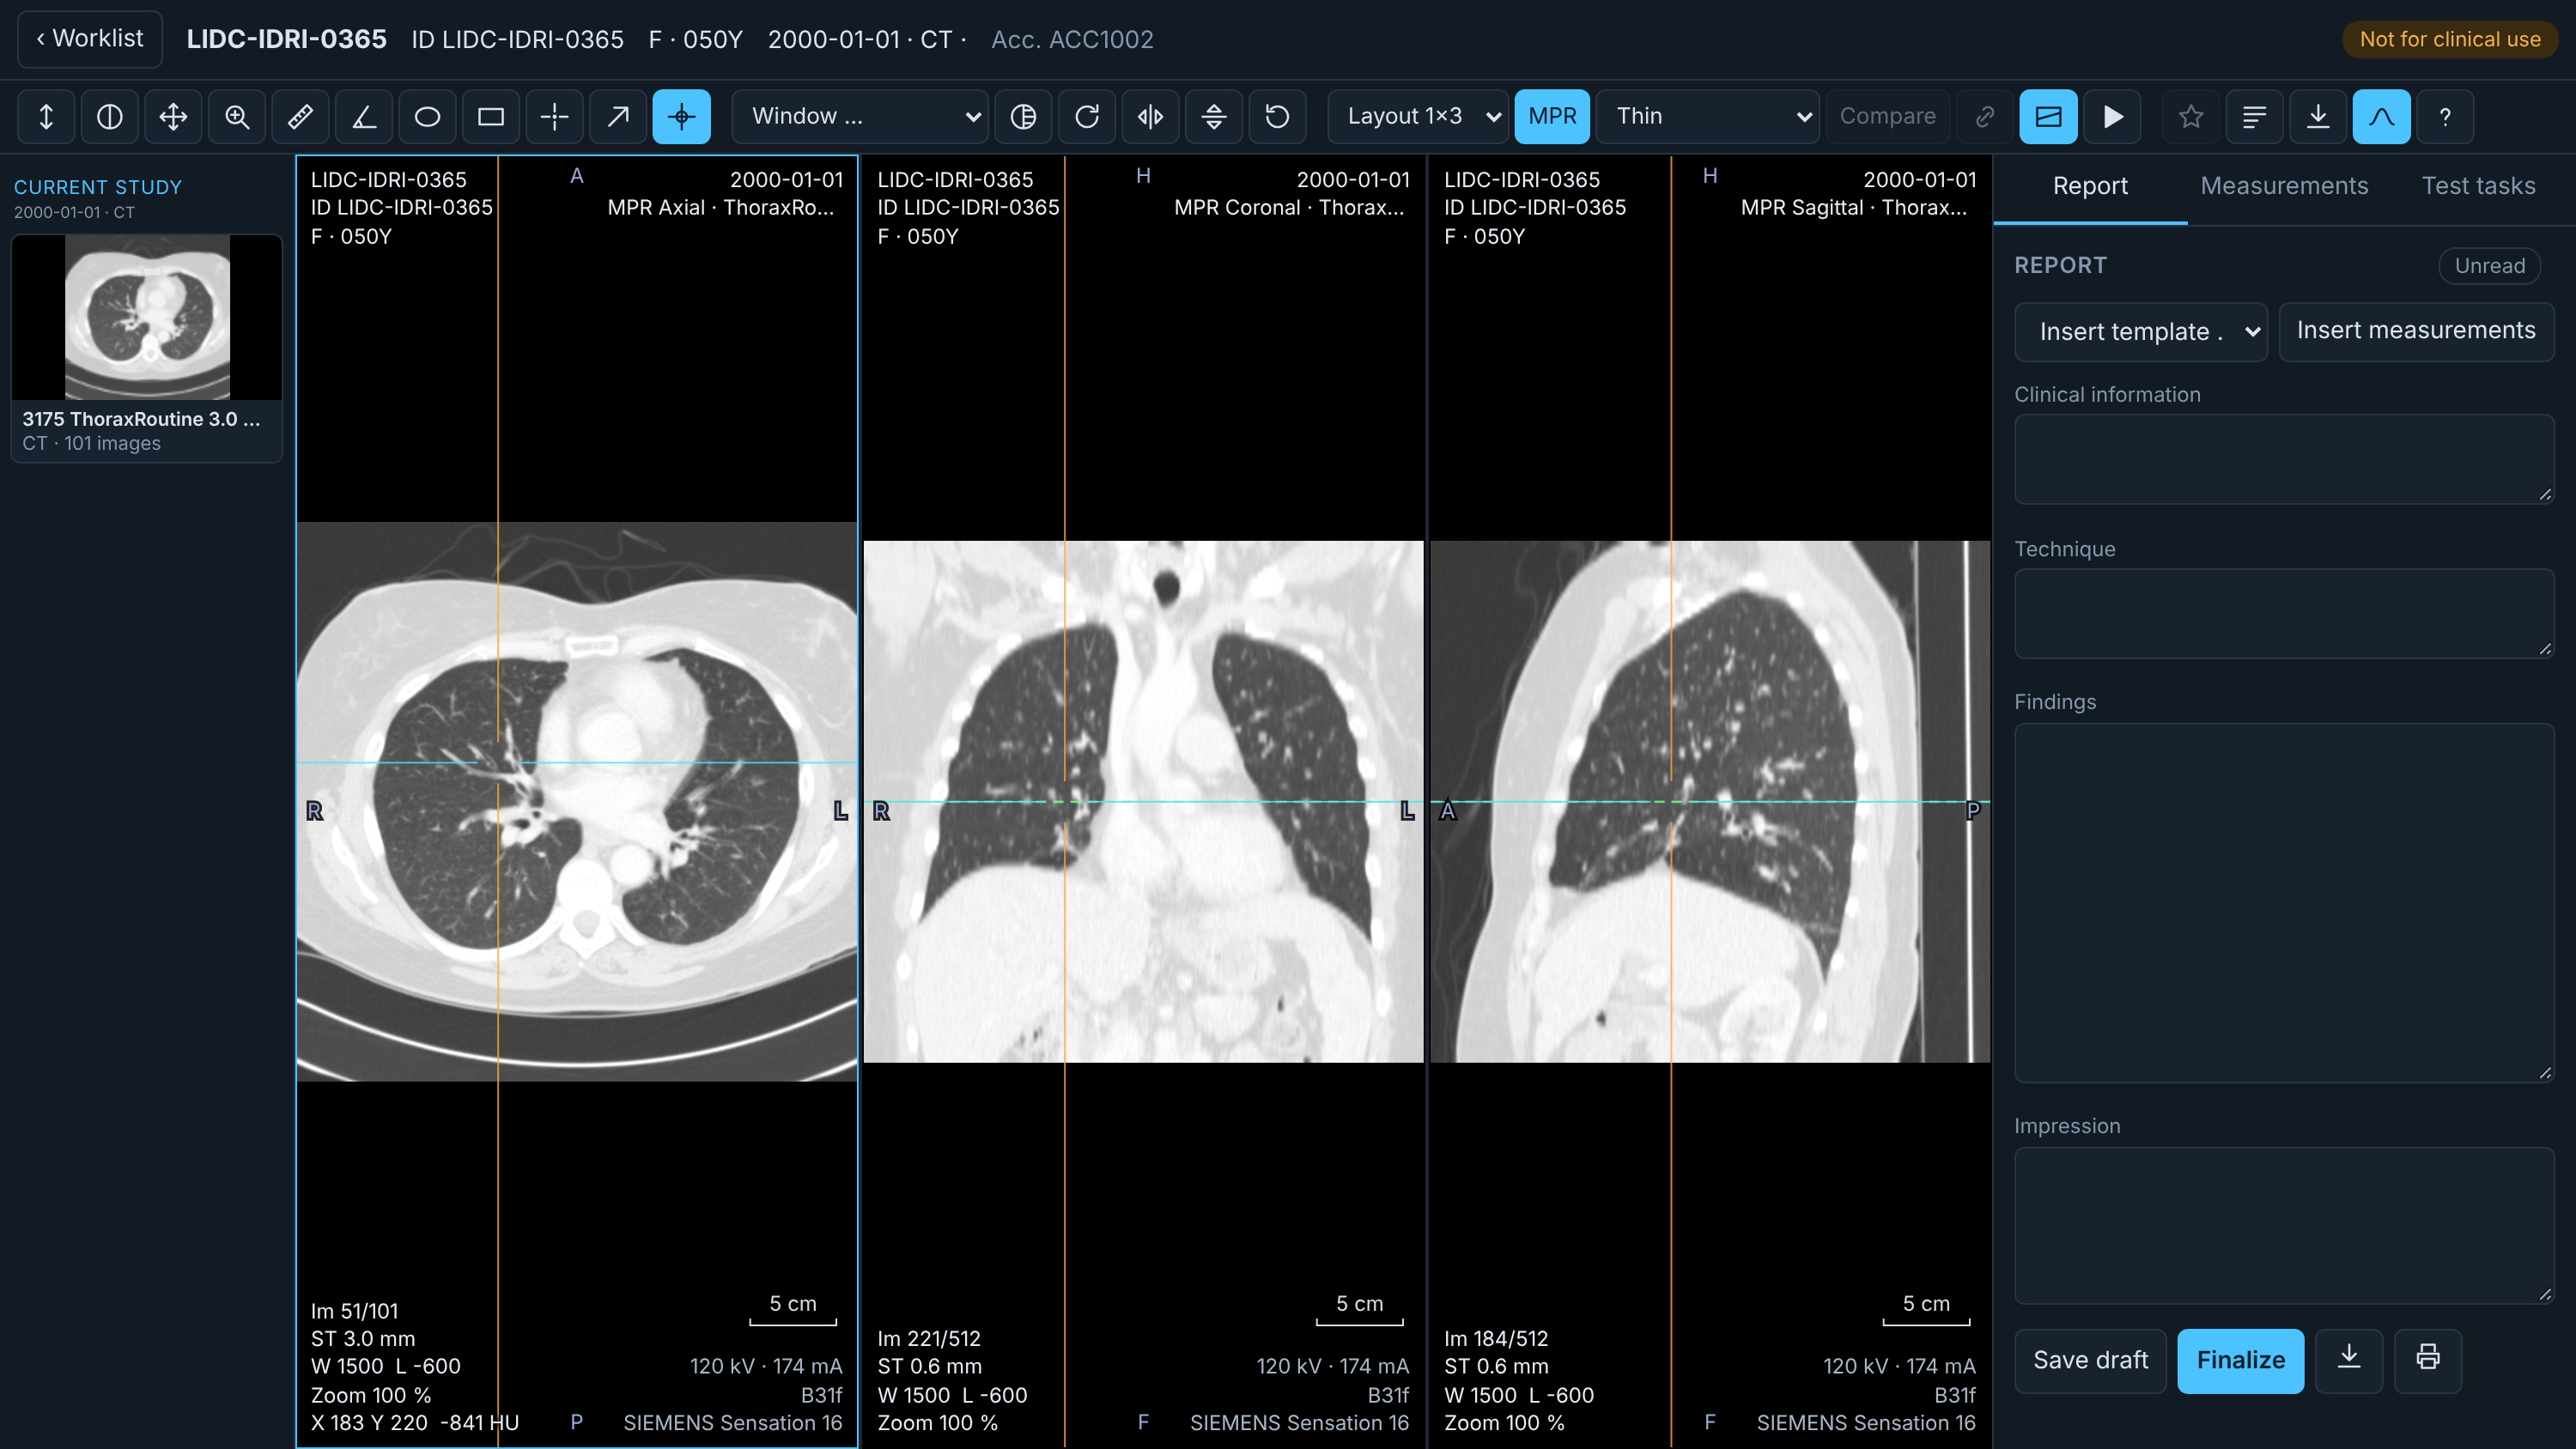 ‹ Worklist
LIDC-IDRI-0365
ID LIDC-IDRI-0365
F · 050Y
2000-01-01 · CT ·
Acc. ACC1002
Not for clinical use
Window ...
Layout 1×3
MPR
Thin
Compare
?
CURRENT STUDY
2000-01-01 · CT
3175 ThoraxRoutine 3.0 ...
CT · 101 images
LIDC-IDRI-0365
ID LIDC-IDRI-0365
F · 050Y
A
2000-01-01
MPR Axial · ThoraxRo...
R
L
Im 51/101
ST 3.0 mm
W 1500 L -600
Zoom 100 %
X 183 Y 220 -841 HU
P
5 cm
120 kV · 174 mA
B31f
SIEMENS Sensation 16
LIDC-IDRI-0365
ID LIDC-IDRI-0365
F · 050Y
H
2000-01-01
MPR Coronal · Thorax...
R
L
Im 221/512
ST 0.6 mm
W 1500 L -600
Zoom 100 %
F
5 cm
120 kV · 174 mA
B31f
SIEMENS Sensation 16
LIDC-IDRI-0365
ID LIDC-IDRI-0365
F · 050Y
H
2000-01-01
MPR Sagittal · Thorax...
A
P
Im 184/512
ST 0.6 mm
W 1500 L -600
Zoom 100 %
F
5 cm
120 kV · 174 mA
B31f
SIEMENS Sensation 16
Report
Measurements
Test tasks
REPORT
Unread
Insert template .
Insert measurements
Clinical information
Technique
Findings
Impression
Save draft
Finalize